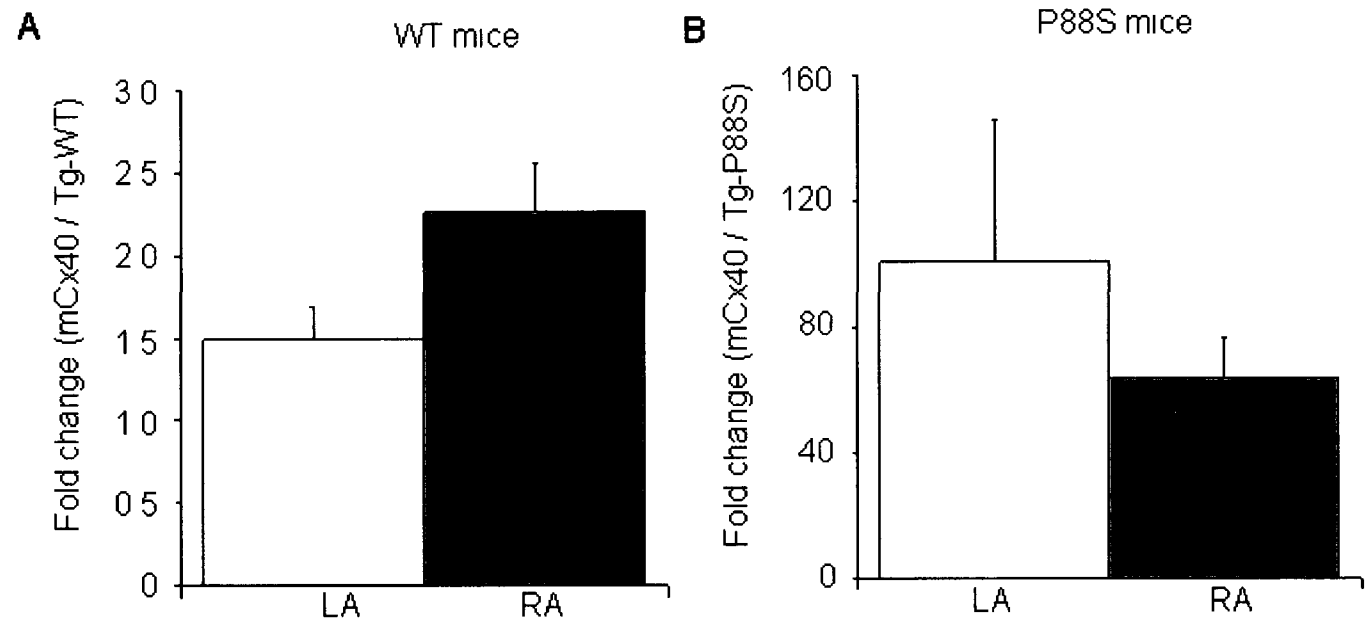 A
WT mice
Fold change (mCx40 / Tg-WT)
3 0
2 5
2 0
1 5
1 0
0 5
0
LA
RA
B
P88S mice
Fold change (mCx40 / Tg-P88S)
160
120
80
40
0
LA
RA